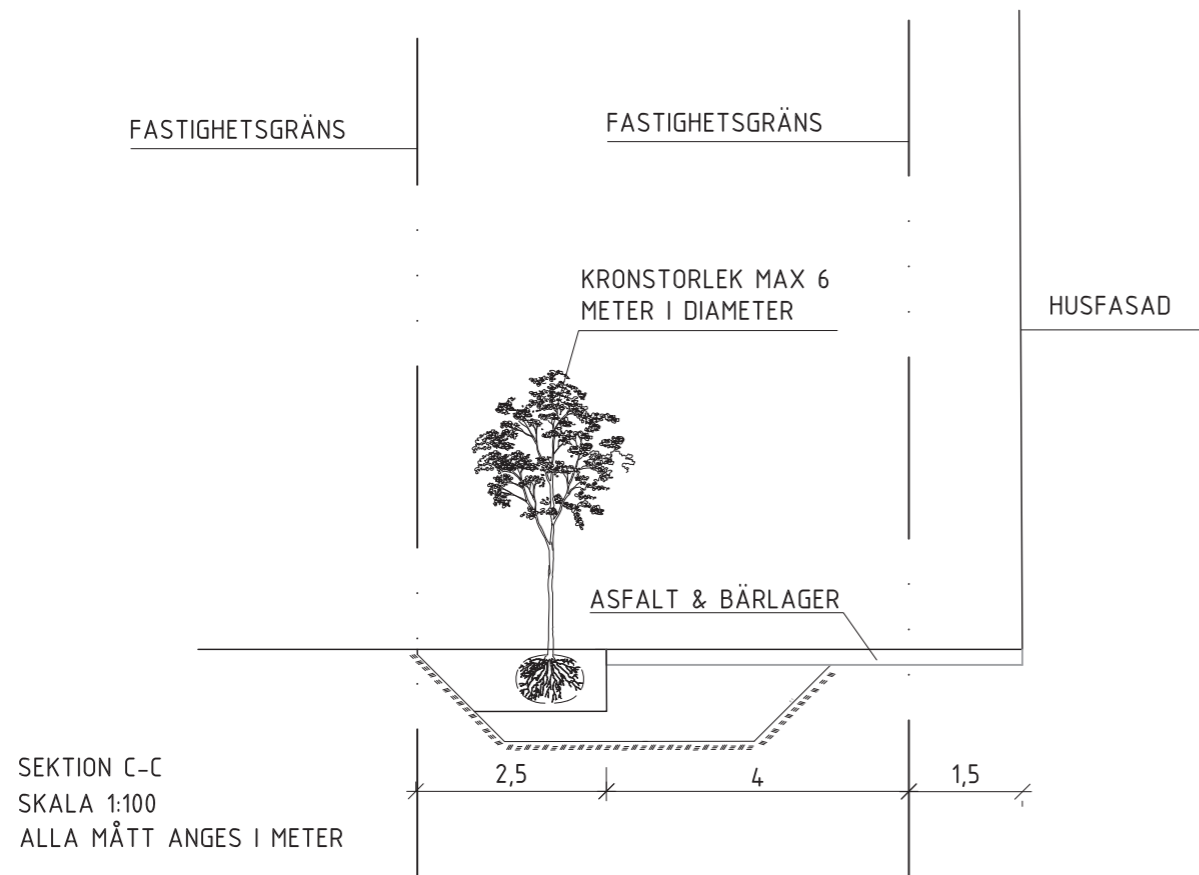 FASTIGHETSGRÄNS
FASTIGHETSGRÄNS
KRONSTORLEK MAX 6
METER I DIAMETER
HUSFASAD
ASFALT & BÄRLAGER
2,5
4
1,5
SEKTION C-C
SKALA 1:100
ALLA MÅTT ANGES I METER